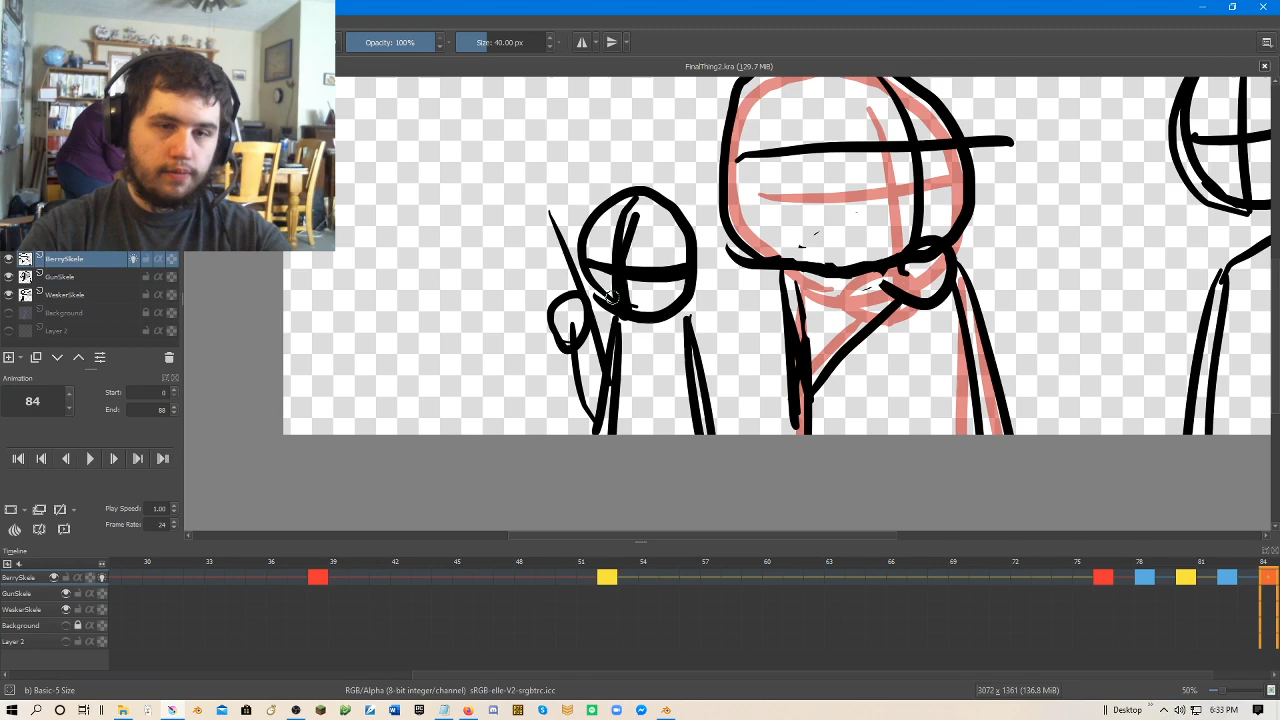 Opacity: 100%
Size: 40.00 px
FinalThing2.kra (129.7 MiB)
BerrySkele
GunSkele
WeskerSkele
Background
Layer 2
Animation
84
Start: 0
End: 88
Play Speed: 1.00
Frame Rate: 24
Timeline
30 33 39 42 45 48 51 54 57 60 63 66 69 72 75 78 81 84
BerrySkele
GunSkele
WeskerSkele
Background
Layer 2
b) Basic-5 Size
RGB/Alpha (8-bit integer/channel) sRGB-elle-V2-srgbtrc.icc
3072 x 1361 (136.8 MiB)
50%
Desktop
6:33 PM